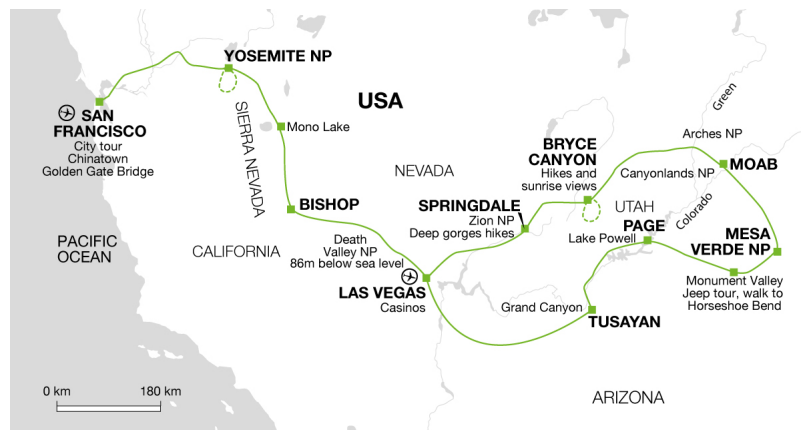 YOSEMITE NP
USA
SAN
FRANCISCO
City tour
Chinatown
Golden Gate Bridge
SIERRA NEVADA
Mono Lake
NEVADA
BISHOP
PACIFIC
OCEAN
CALIFORNIA
Death
Valley NP
86m below sea level
LAS VEGAS
Casinos
SPRINGDALE
Zion NP
Deep gorges hikes
BRYCE
CANYON
Hikes and
sunrise views
Green
Arches NP
MOAB
Canyonlands NP
UTAH
Colorado
PAGE
Lake Powell
MESA
VERDE NP
Monument Valley
Jeep tour, walk to
Horseshoe Bend
Grand Canyon
TUSAYAN
ARIZONA
0 km
180 km